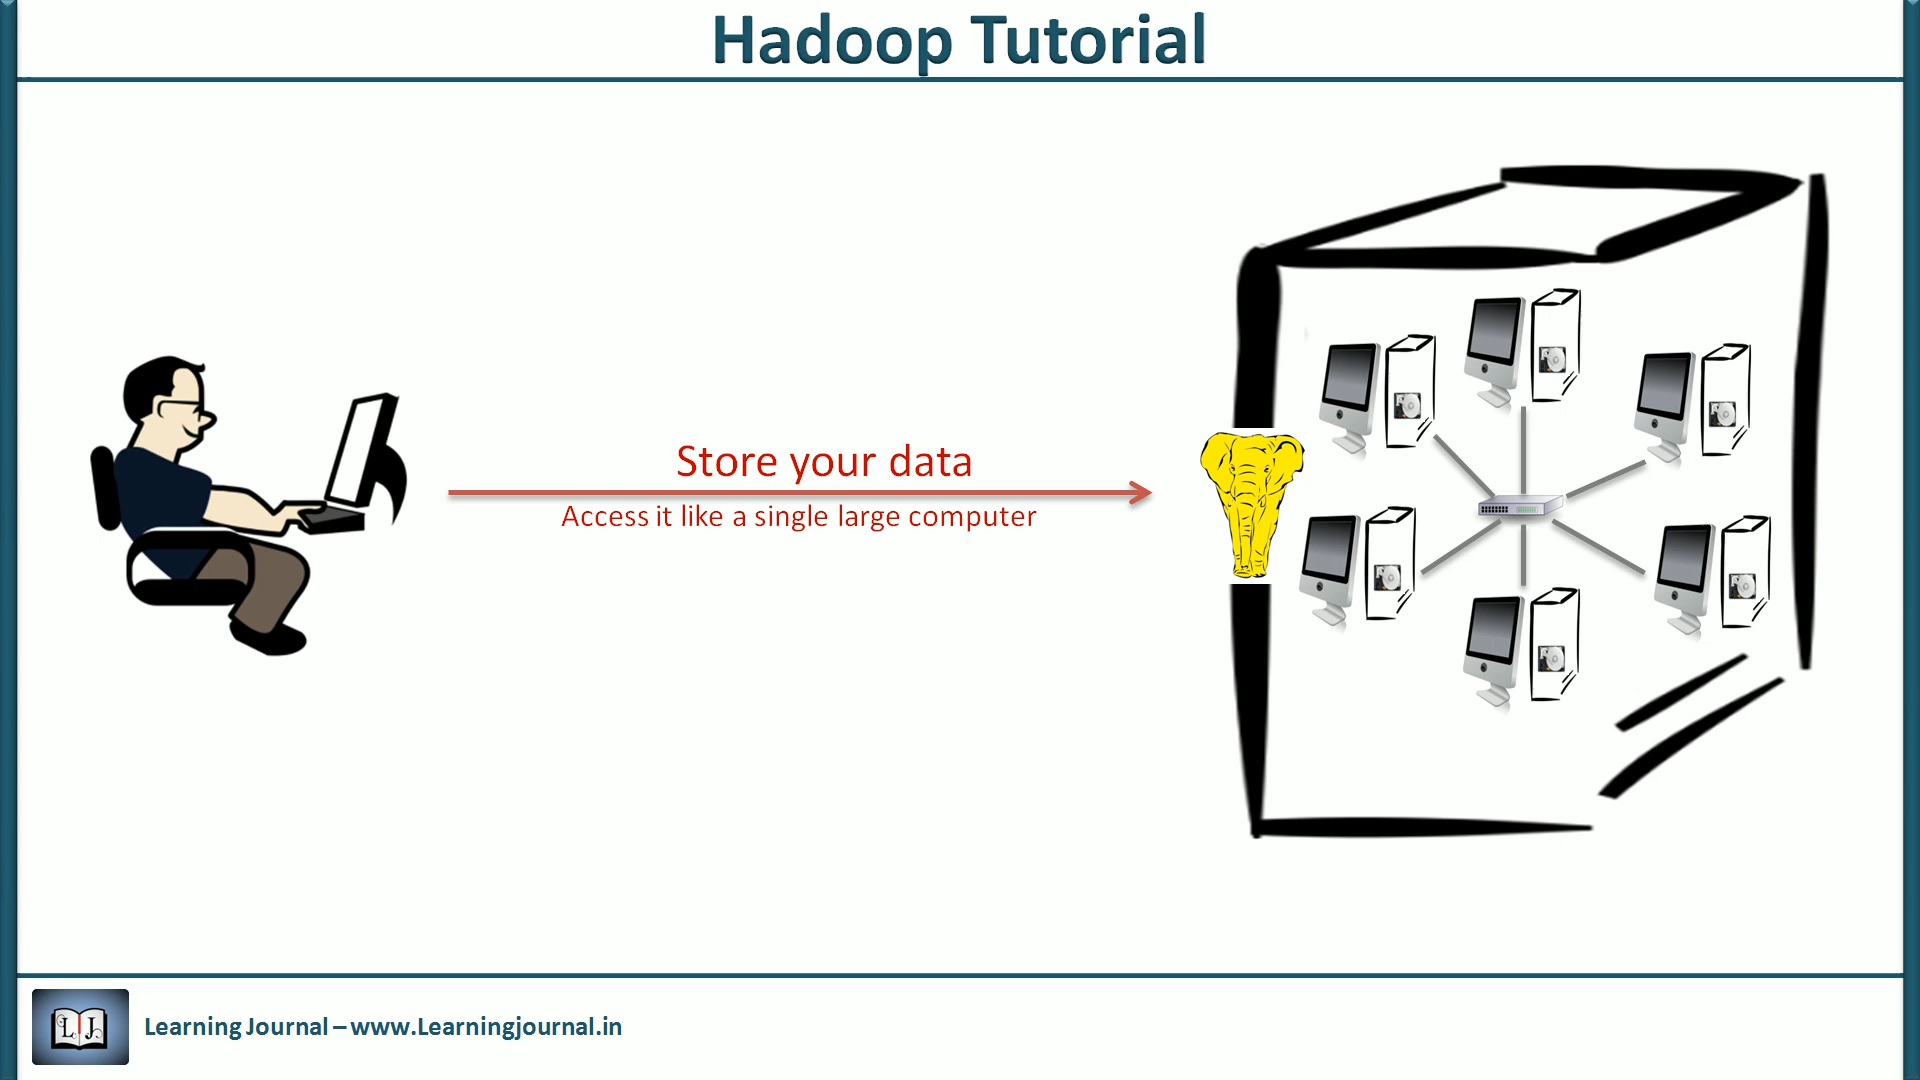 Hadoop Tutorial
Store your data
Access it like a single large computer
L J
Learning Journal – www.Learningjournal.in